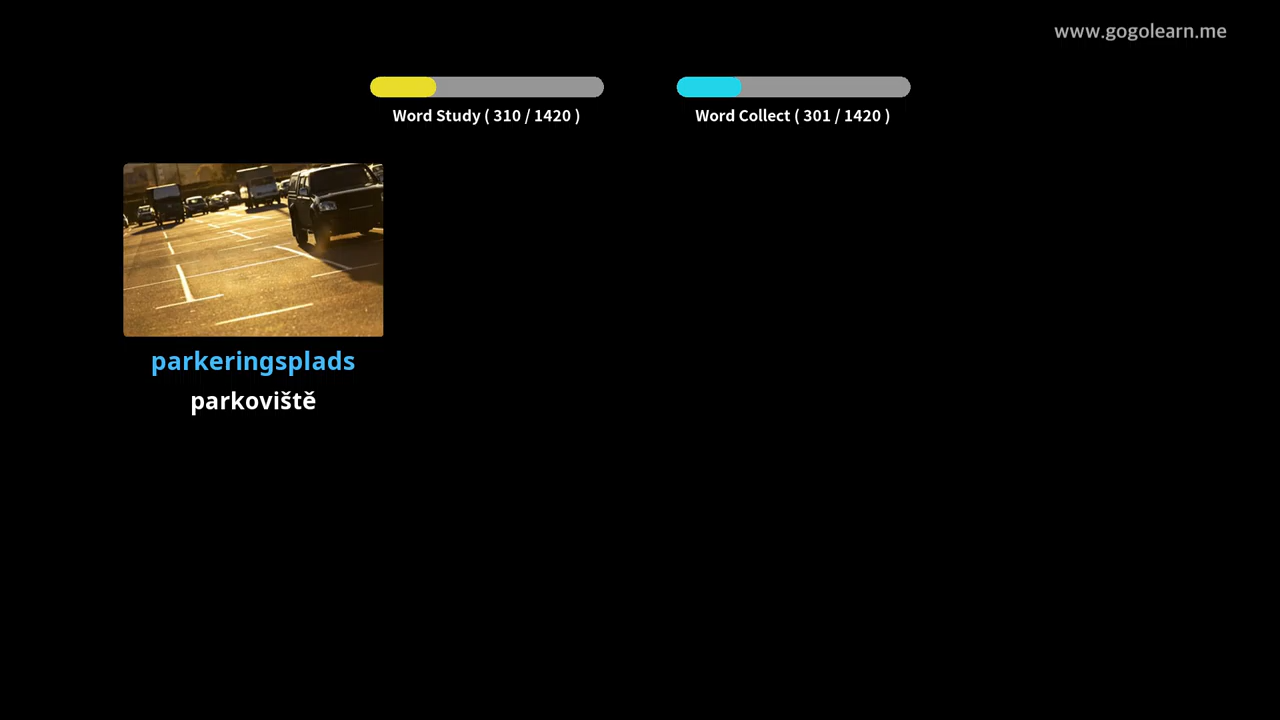 www.gogolearn.me
Word Study ( 310 / 1420 )
Word Collect ( 301 / 1420 )
parkeringsplads
parkoviště